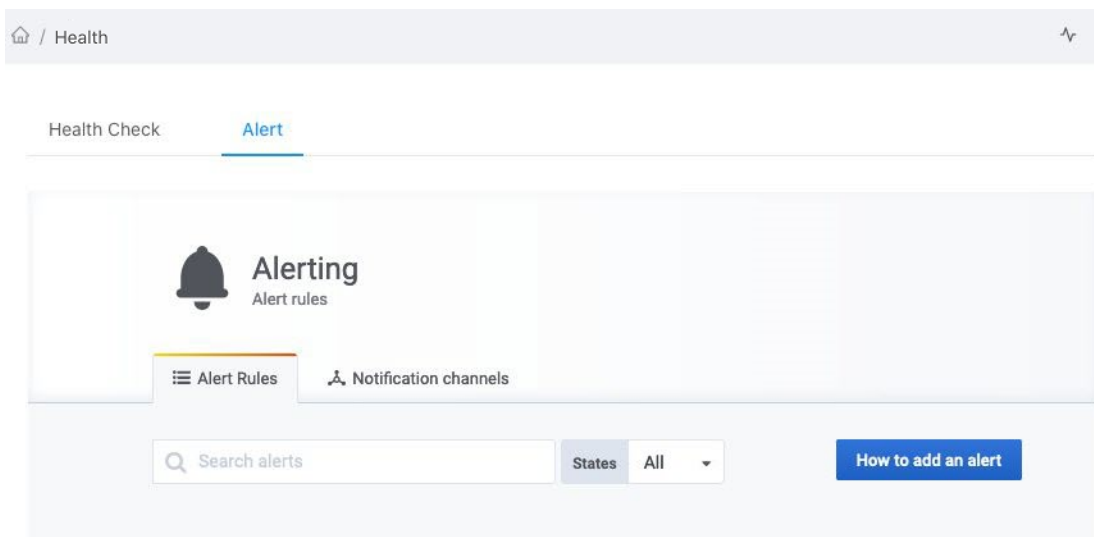 / Health
Health Check
Alert
Alerting
Alert rules
Alert Rules
Notification channels
Search alerts
States
All
How to add an alert